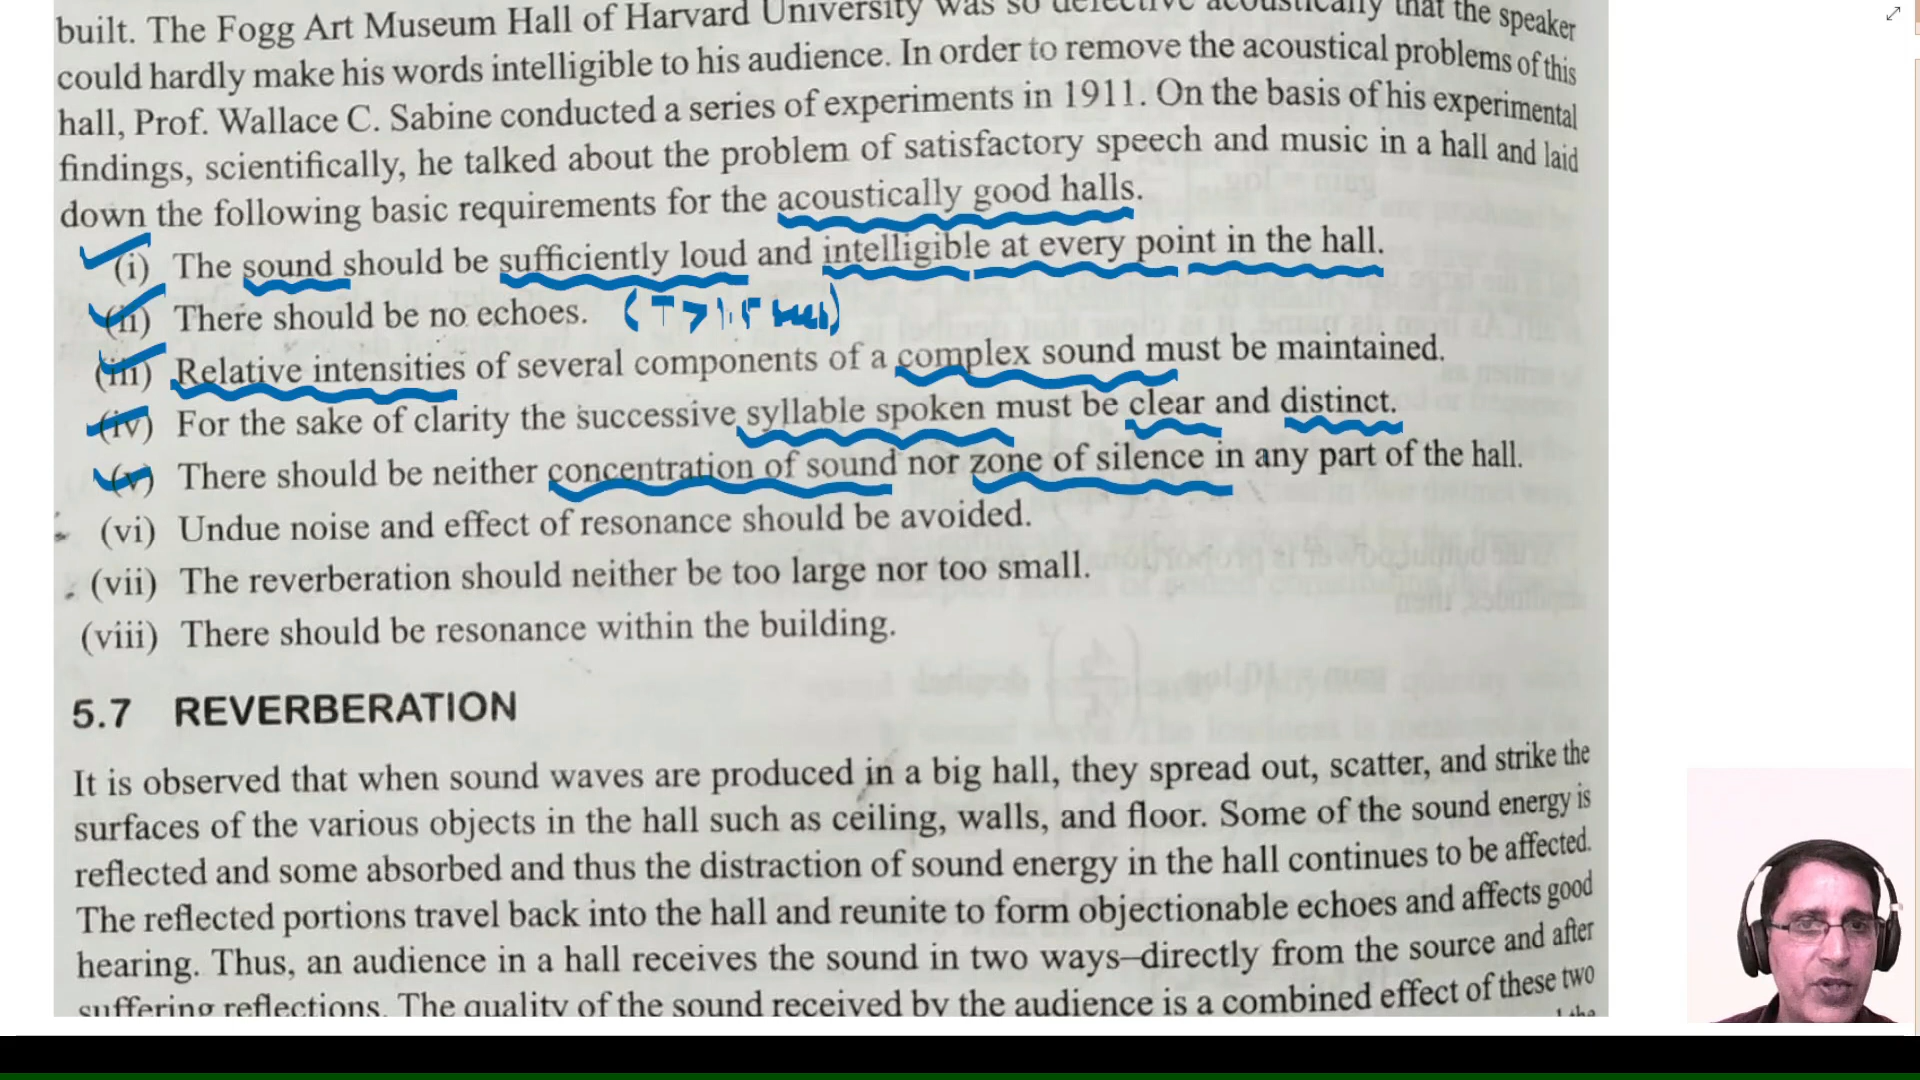 built. The Fogg Art Museum Hall of Harvard University was so defective acoustically that the speaker
could hardly make his words intelligible to his audience. In order to remove the acoustical problems of this
hall, Prof. Wallace C. Sabine conducted a series of experiments in 1911. On the basis of his experimental
findings, scientifically, he talked about the problem of satisfactory speech and music in a hall and laid
down the following basic requirements for the acoustically good halls.
(i) The sound should be sufficiently loud and intelligible at every point in the hall.
(ii) There should be no echoes.
(iii) Relative intensities of several components of a complex sound must be maintained.
(iv) For the sake of clarity the successive syllable spoken must be clear and distinct.
(v) There should be neither concentration of sound nor zone of silence in any part of the hall.
(vi) Undue noise and effect of resonance should be avoided.
(vii) The reverberation should neither be too large nor too small.
(viii) There should be resonance within the building.
5.7 REVERBERATION
It is observed that when sound waves are produced in a big hall, they spread out, scatter, and strike the
surfaces of the various objects in the hall such as ceiling, walls, and floor. Some of the sound energy is
reflected and some absorbed and thus the distraction of sound energy in the hall continues to be affected.
The reflected portions travel back into the hall and reunite to form objectionable echoes and affects good
hearing. Thus, an audience in a hall receives the sound in two ways–directly from the source and after
suffering reflections. The quality of the sound received by the audience is a combined effect of these two